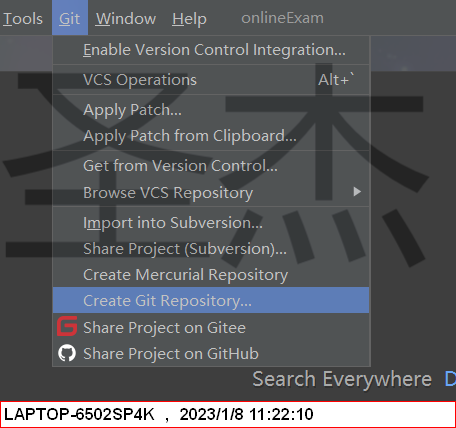 Tools Git Window Help onlineExam
Enable Version Control Integration...
VCS Operations Alt+`
Apply Patch...
Apply Patch from Clipboard...
Get from Version Control...
Browse VCS Repository
Import into Subversion...
Share Project (Subversion)...
Create Mercurial Repository
Create Git Repository...
Share Project on Gitee
Share Project on GitHub
圣杰
Search Everywhere D
LAPTOP-6502SP4K , 2023/1/8 11:22:10